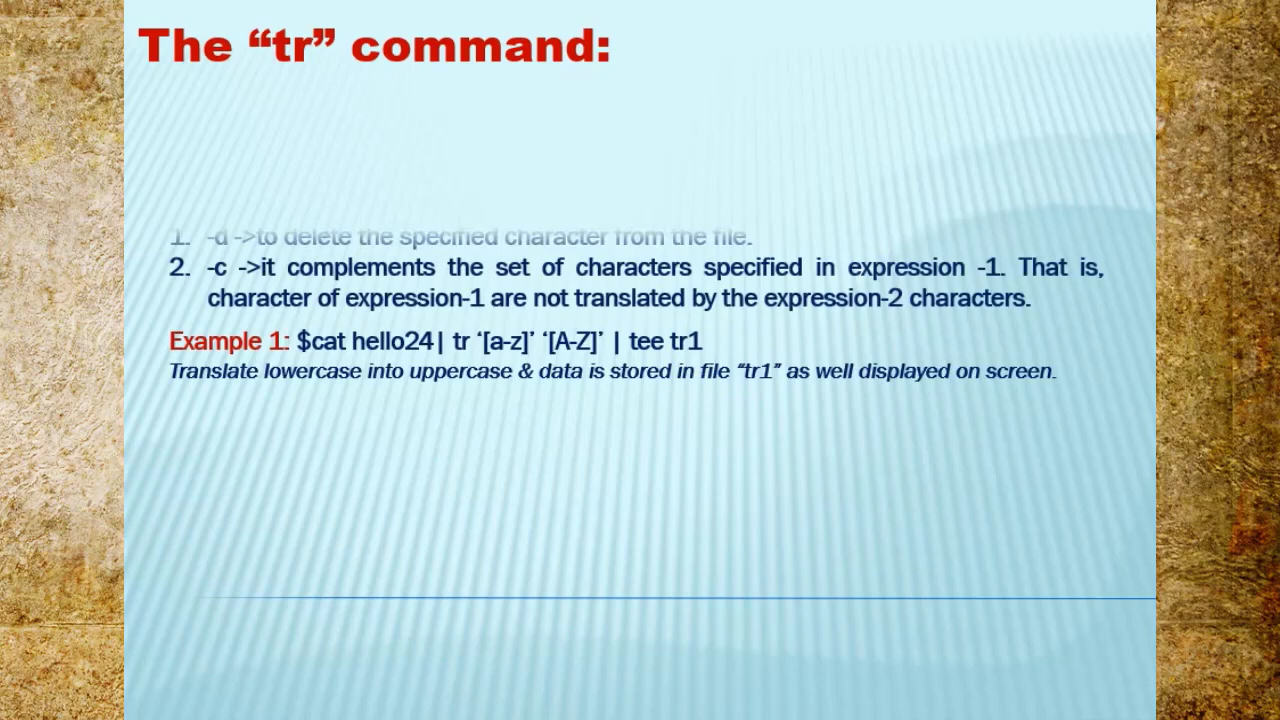 The “tr” command:
1. -d ->to delete the specified character from the file.
2. -c ->it complements the set of characters specified in expression -1. That is,
character of expression-1 are not translated by the expression-2 characters.
Example 1: $cat hello24| tr ‘[a-z]’ ‘[A-Z]’ | tee tr1
Translate lowercase into uppercase & data is stored in file “tr1” as well displayed on screen.